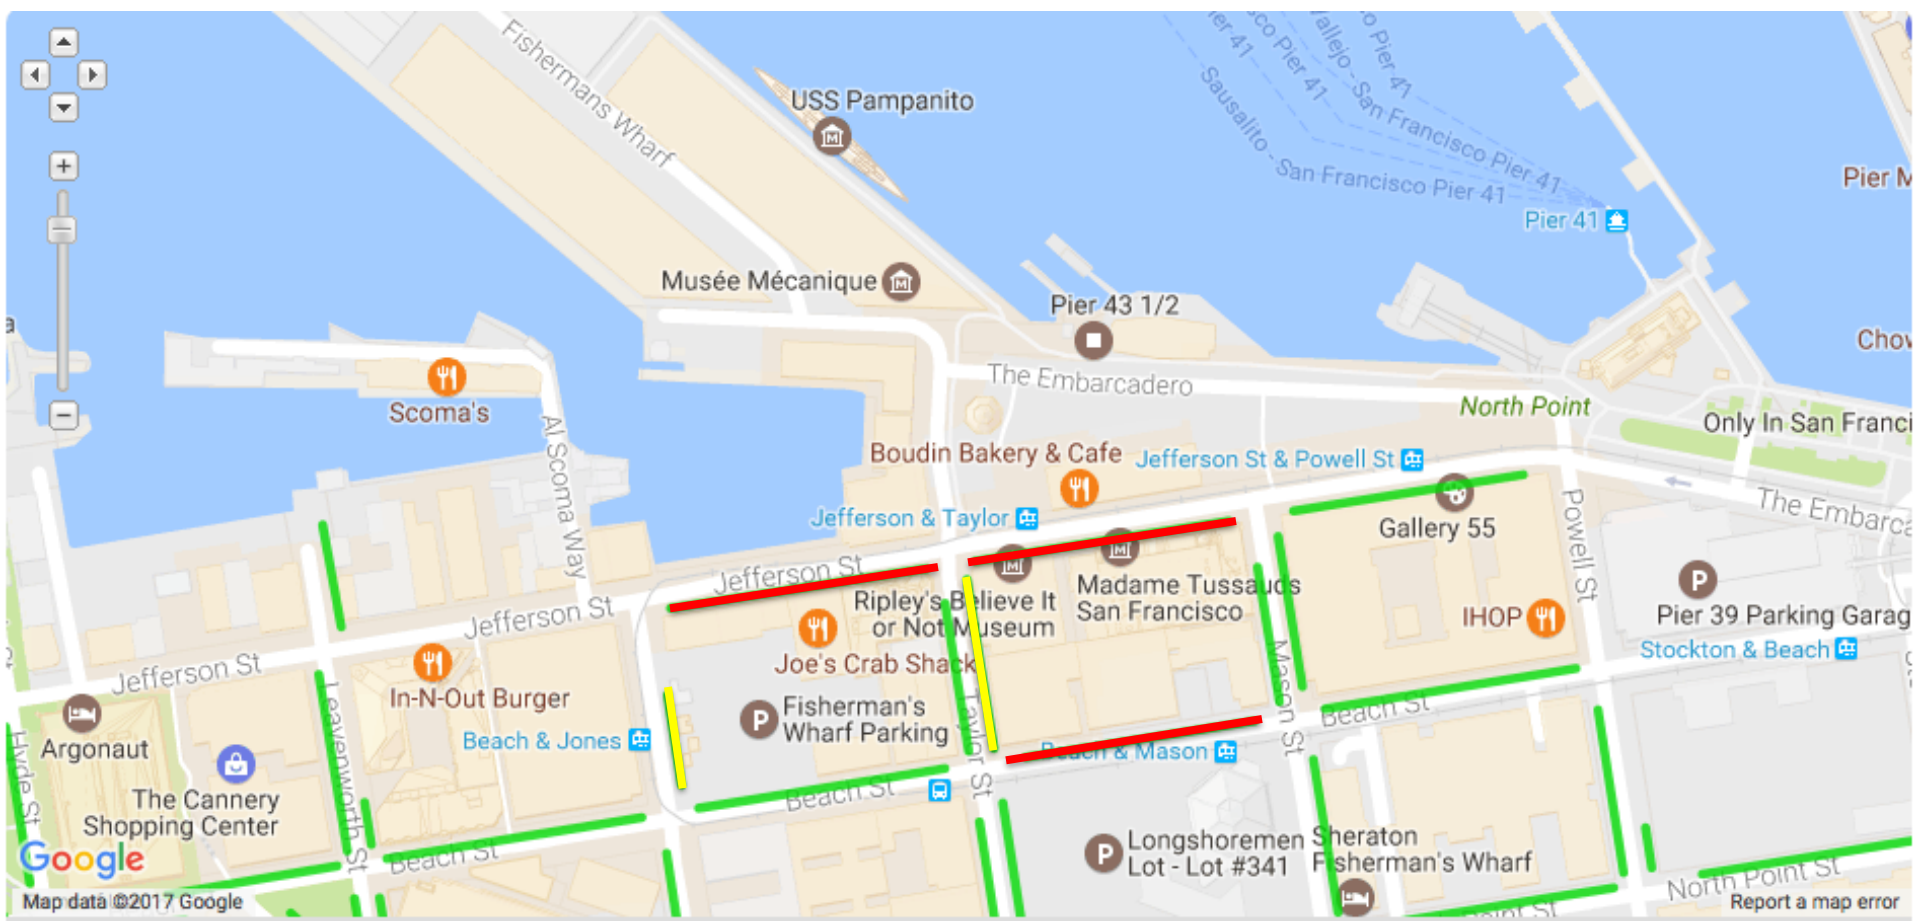 Fishermans Wharf
USS Pampanito
Sausalito - San Francisco Pier 41
San Francisco Pier 41
Pier 41
Pier 41
Pier 41
Pier 41
Musée Mécanique
Pier 43 1/2
The Embarcadero
North Point
Only In San Franci
Scoma's
Al Scoma Way
Boudin Bakery & Cafe
Jefferson St & Powell St
Jefferson & Taylor
Gallery 55
Powell St
The Embarca
Jefferson St
Jefferson St
Jefferson St
Ripley's Believe It
or Not Museum
Madame Tussauds
San Francisco
IHOP
Pier 39 Parking Garag
Stockton & Beach
Joe's Crab Shack
In-N-Out Burger
Leavenworth St
Argonaut
Hyde St
Beach & Jones
Fisherman's
Wharf Parking
Taylor St
Mason St
Beach St
Beach & Mason
The Cannery
Shopping Center
Beach St
Beach St
Longshoremen
Lot - Lot #341
Sheraton
Fisherman's Wharf
North Point St
Google
Map data ©2017 Google
Report a map error